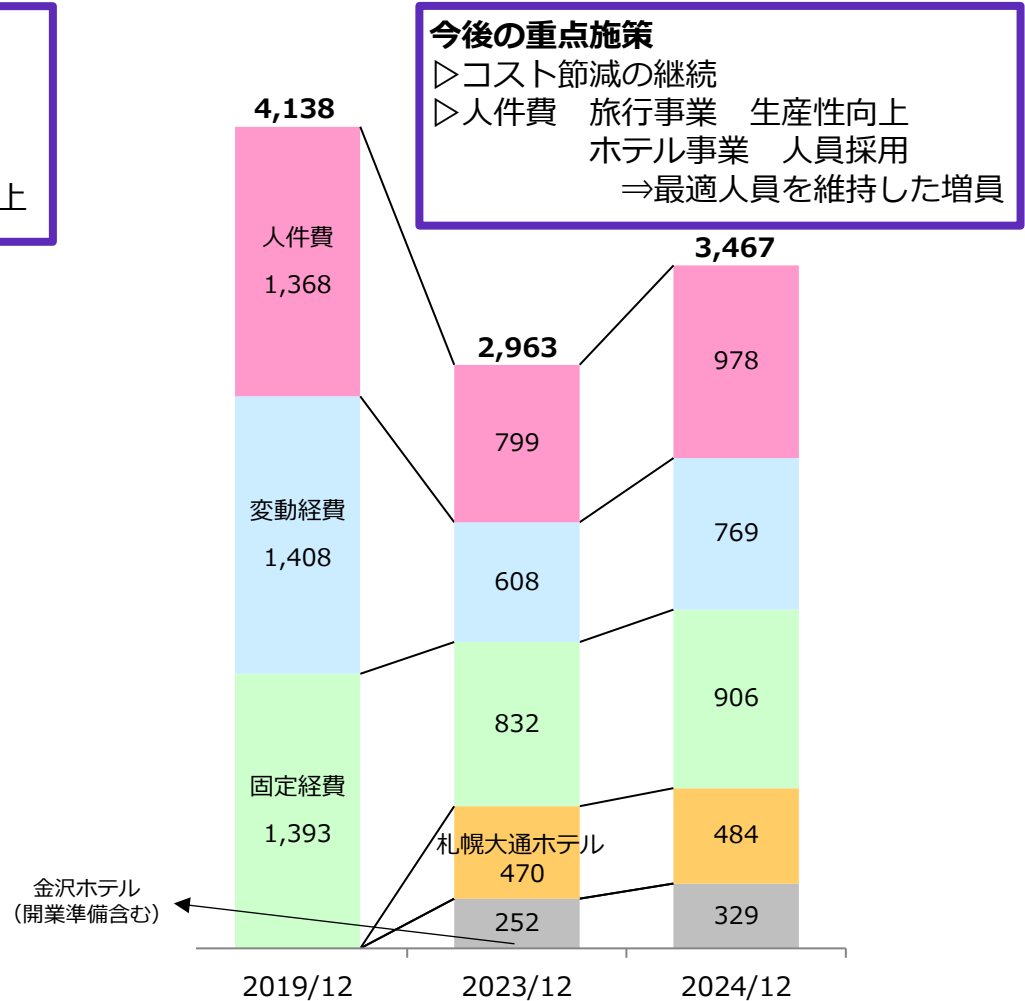 上
今後の重点施策
▷コスト節減の継続
▷人件費 旅行事業 生産性向上
ホテル事業 人員採用
⇒最適人員を維持した増員
4,138
2,963
3,467
人件費
1,368
799
978
変動経費
1,408
608
769
固定経費
1,393
832
906
札幌大通ホテル
470
484
金沢ホテル
（開業準備含む）
252
329
2019/12
2023/12
2024/12